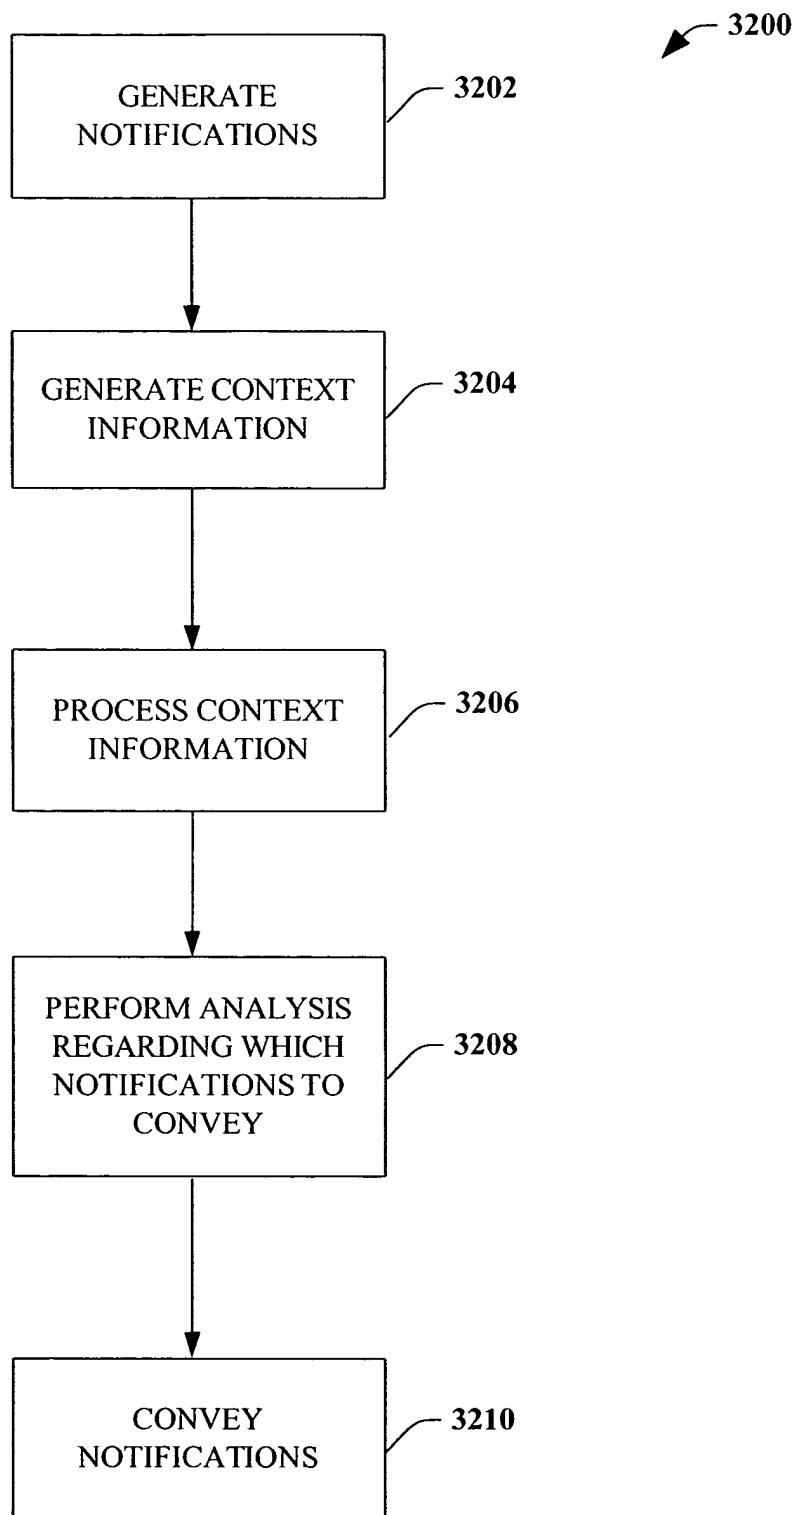 3200
GENERATE
NOTIFICATIONS
3202
GENERATE CONTEXT
INFORMATION
3204
PROCESS CONTEXT
INFORMATION
3206
PERFORM ANALYSIS
REGARDING WHICH
NOTIFICATIONS TO
CONVEY
3208
CONVEY
NOTIFICATIONS
3210